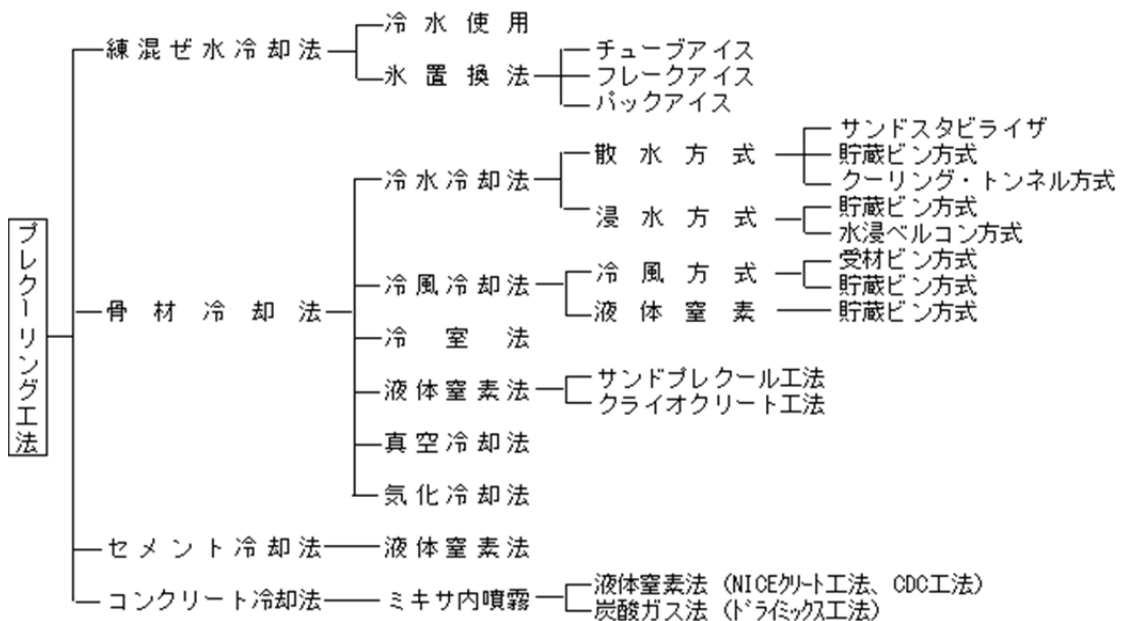 プレクーリング工法
練混ぜ水冷却法
冷水使用
氷置換法
チューブアイス
フレークアイス
パックアイス
骨材冷却法
冷水冷却法
散水方式
サンドスタビライザ
貯蔵ビン方式
クーリング・トンネル方式
浸水方式
貯蔵ビン方式
水浸ベルコン方式
冷風冷却法
冷風方式
受材ビン方式
貯蔵ビン方式
液体窒素
貯蔵ビン方式
冷室法
液体窒素法
サンドプレクール工法
クライオクリート工法
真空冷却法
気化冷却法
セメント冷却法
液体窒素法
コンクリート冷却法
ミキサ内噴霧
液体窒素法（NICEクリート工法、CDC工法）
炭酸ガス法（ドライミックス工法）